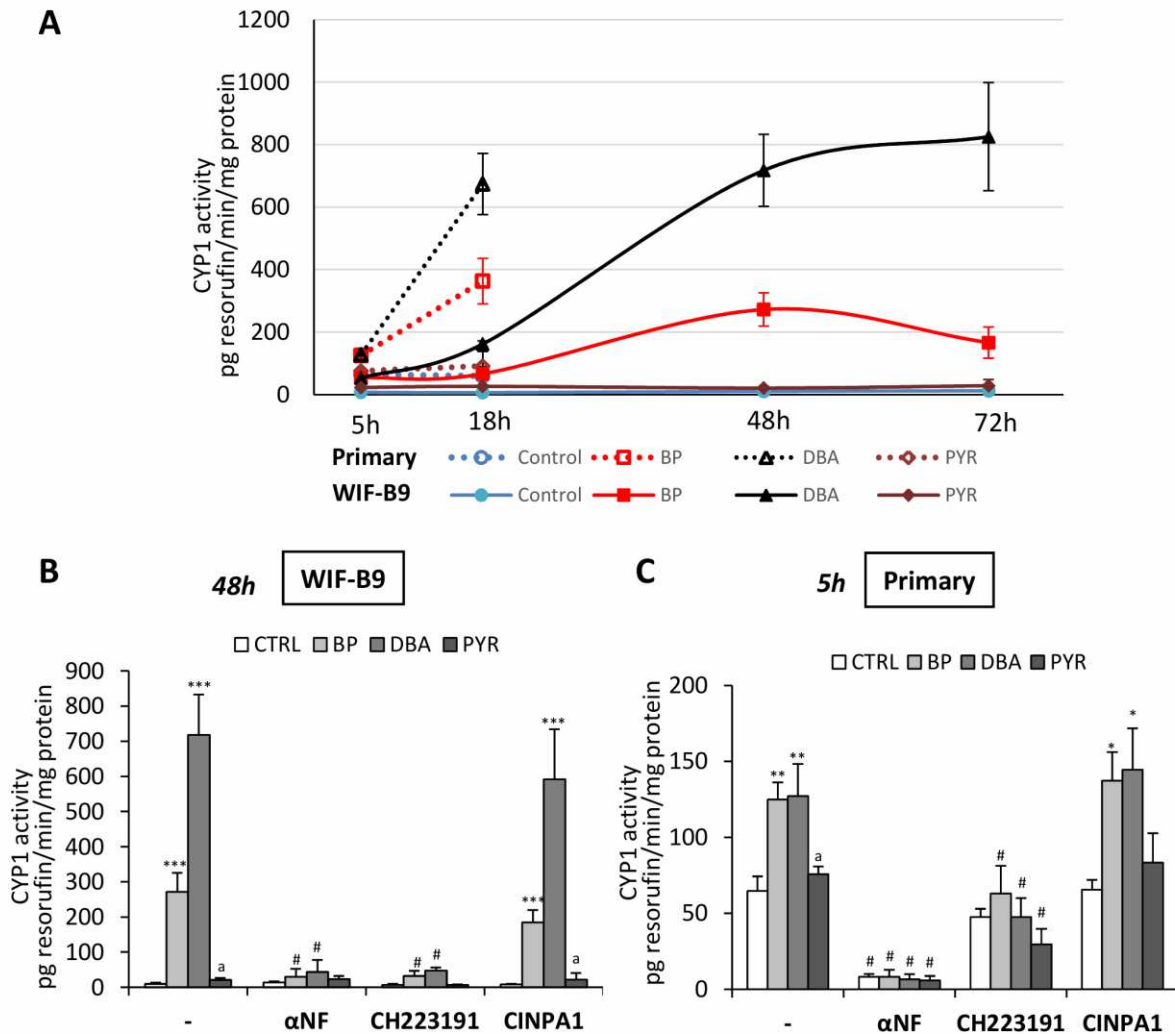 A
1200
1000
800
600
400
200
0
CYP1 activity
pg resorufin/min/mg protein
5h 18h 48h 72h
Primary Control BP DBA PYR
WIF-B9 Control BP DBA PYR
B
48h WIF-B9
CTRL BP DBA PYR
900
800
700
600
500
400
300
200
100
0
CYP1 activity
pg resorufin/min/mg protein
*** *** a
# #
# #
*** *** a
- αNF CH223191 CINPA1
C
5h Primary
CTRL BP DBA PYR
200
150
100
50
0
CYP1 activity
pg resorufin/min/mg protein
** ** a
# # # #
# # #
* *
- αNF CH223191 CINPA1